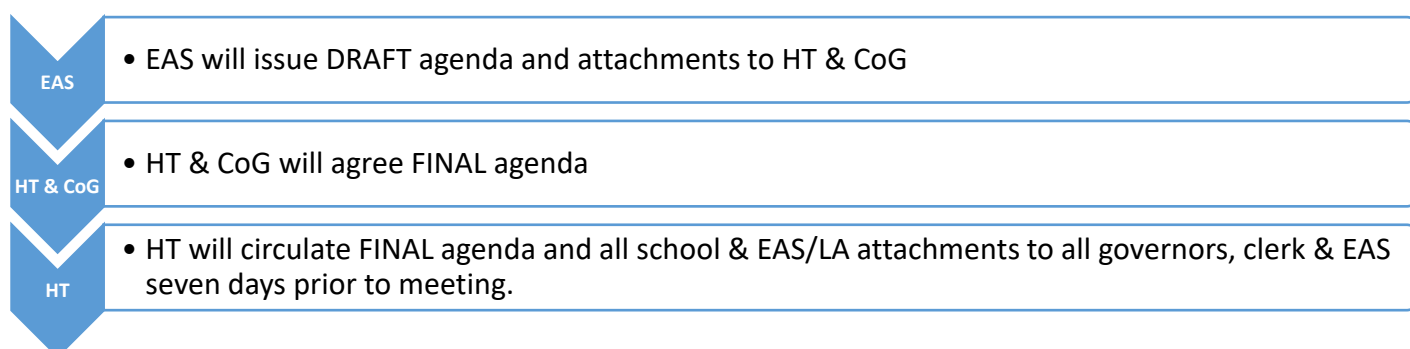 EAS
• EAS will issue DRAFT agenda and attachments to HT & CoG
HT & CoG
• HT & CoG will agree FINAL agenda
HT
• HT will circulate FINAL agenda and all school & EAS/LA attachments to all governors, clerk & EAS
seven days prior to meeting.